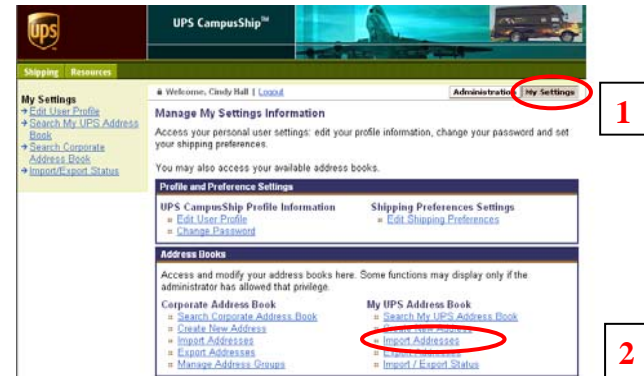 ups
UPS CampusShip™
Shipping Resources
Welcome, Cindy Hall | Logout
Administration My Settings
1
My Settings
Edit User Profile
Search My UPS Address
Book
Search Corporate
Address Book
Import/Export Status
Manage My Settings Information
Access your personal user settings: edit your profile information, change your password and set
your shipping preferences.
You may also access your available address books.
Profile and Preference Settings
UPS CampusShip Profile Information
Edit User Profile
Change Password
Shipping Preferences Settings
Edit Shipping Preferences
Address Books
Access and modify your address books here. Some functions may display only if the
administrator has allowed that privilege.
Corporate Address Book
Search Corporate Address Book
Create New Address
Import Addresses
Export Addresses
Manage Address Groups
My UPS Address Book
Search My UPS Address Book
Create New Address
Import Addresses
Export Addresses
Import / Export Status
2